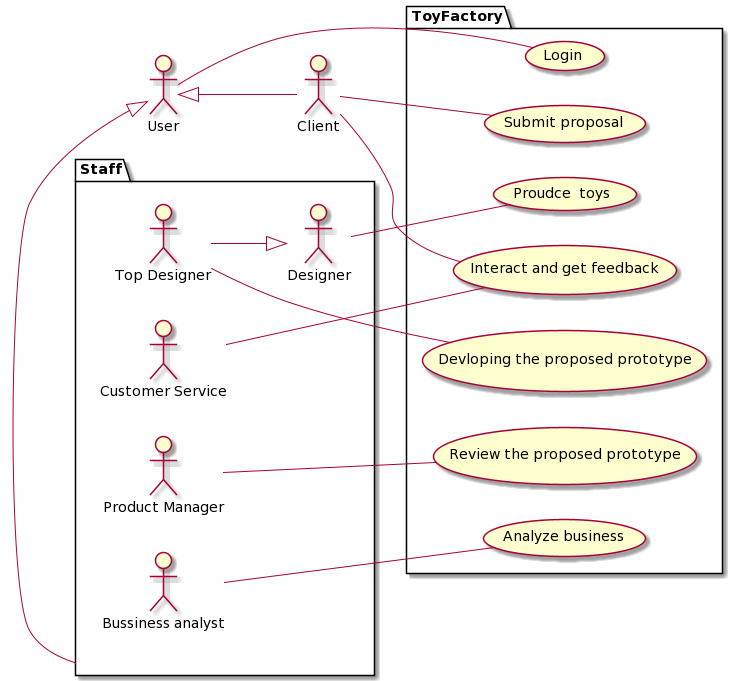 ToyFactory
Login
User
Client
Submit proposal
Staff
Proudce  toys
Top Designer
Designer
Interact and get feedback
Devloping the proposed prototype
Customer Service
Review the proposed prototype
Product Manager
Analyze business
Bussiness analyst